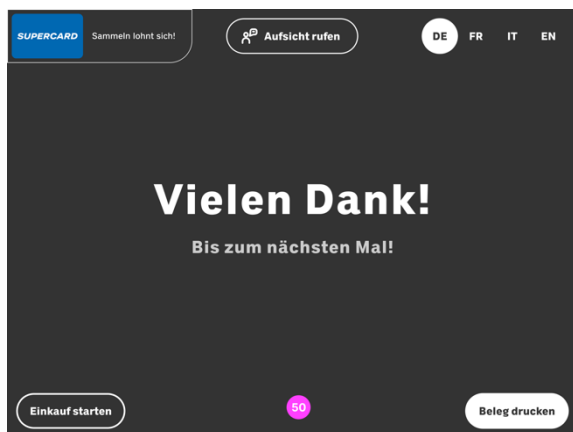 SUPERCARD
Sammeln lohnt sich!
Aufsicht rufen
DE FR IT EN
Vielen Dank!
Bis zum nächsten Mal!
Einkauf starten
50
Beleg drucken